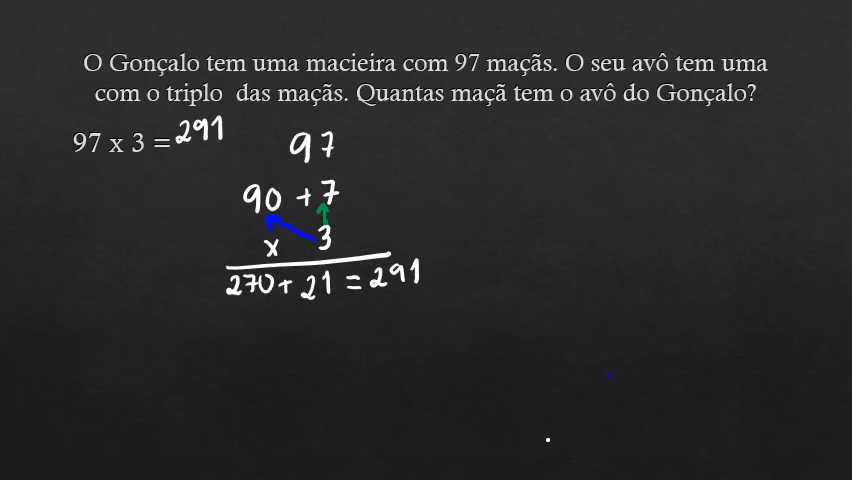 O Gonçalo tem uma macieira com 97 maçãs. O seu avô tem uma
com o triplo das maçãs. Quantas maçã tem o avô do Gonçalo?
97 x 3 = 291
97
90 + 7
x 3
270 + 21 = 291